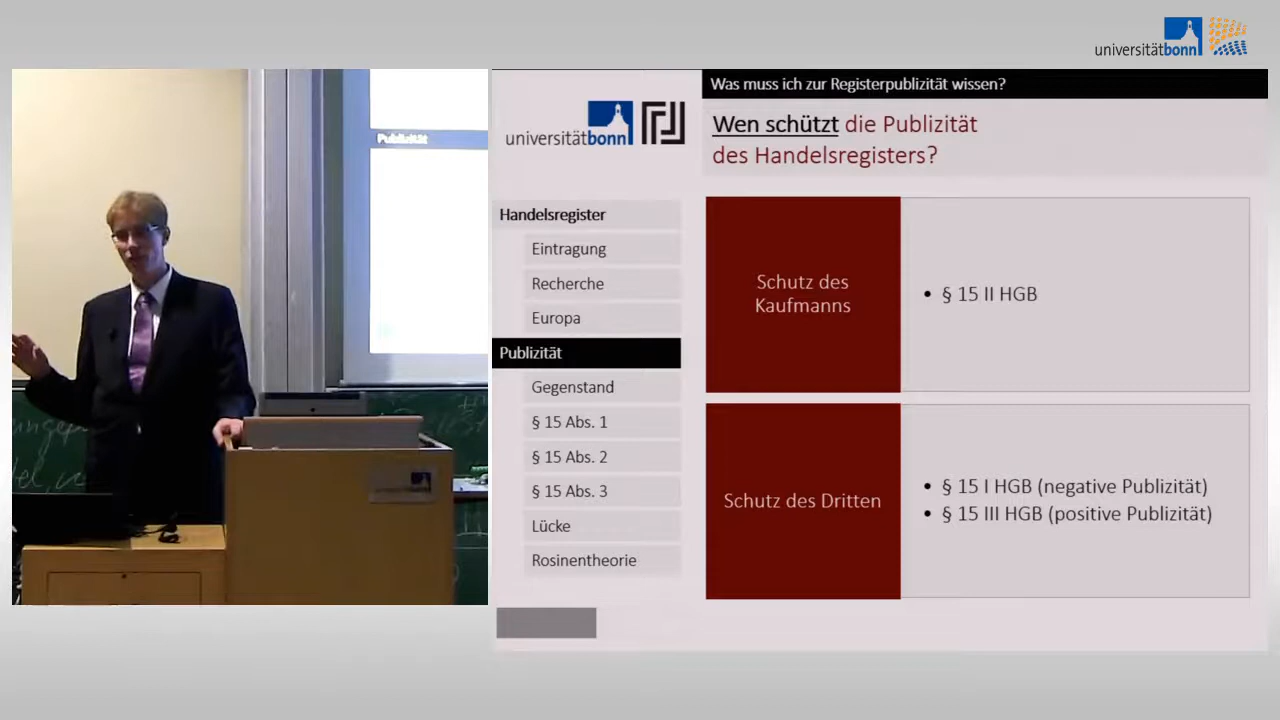 universitätbonn
Publizität
universitätbonn
Was muss ich zur Registerpublizität wissen?
Wen schützt die Publizität
des Handelsregisters?
Handelsregister
Eintragung
Recherche
Europa
Publizität
Gegenstand
§ 15 Abs. 1
§ 15 Abs. 2
§ 15 Abs. 3
Lücke
Rosinentheorie
Schutz des
Kaufmanns
• § 15 II HGB
Schutz des Dritten
• § 15 I HGB (negative Publizität)
• § 15 III HGB (positive Publizität)